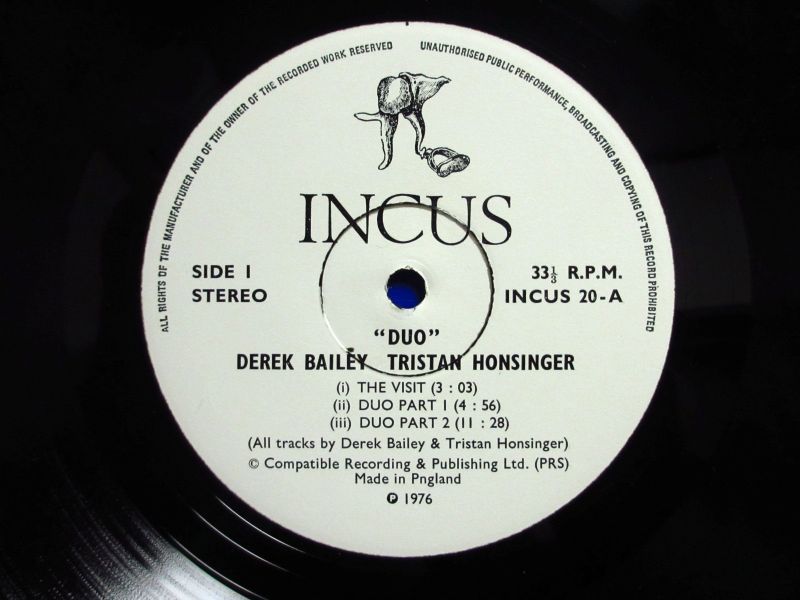 ALL RIGHTS OF THE MANUFACTURER AND OF THE OWNER OF THE RECORDED WORK RESERVED
UNAUTHORISED PUBLIC PERFORMANCE, BROADCASTING AND COPYING OF THIS RECORD PROHIBITED
INCUS
SIDE I
STEREO
33⅓ R.P.M.
INCUS 20-A
"DUO"
DEREK BAILEY TRISTAN HONSINGER
(i) THE VISIT (3 : 03)
(ii) DUO PART 1 (4 : 56)
(iii) DUO PART 2 (11 : 28)
(All tracks by Derek Bailey & Tristan Honsinger)
© Compatible Recording & Publishing Ltd. (PRS)
Made in Pngland
℗ 1976